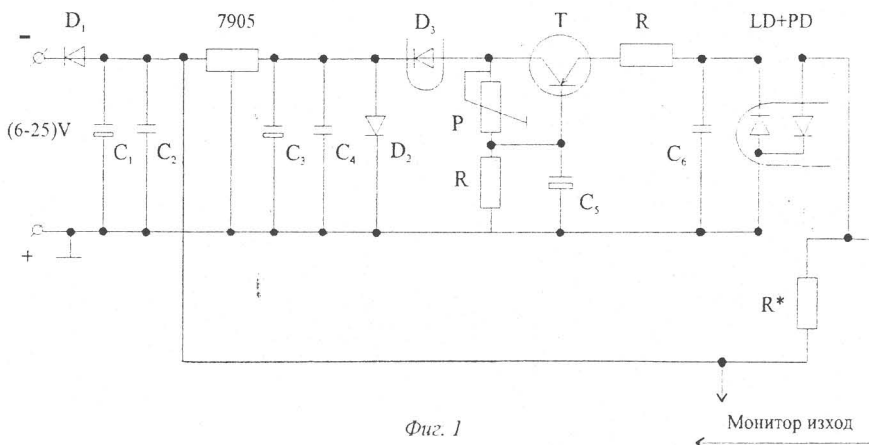 D₁ 7905 D₃ T R LD+PD
−
(6-25)V
C₁ C₂ C₃ C₄ D₂ P R C₅ C₆
+
R*
Монитор изход
Фиг. 1